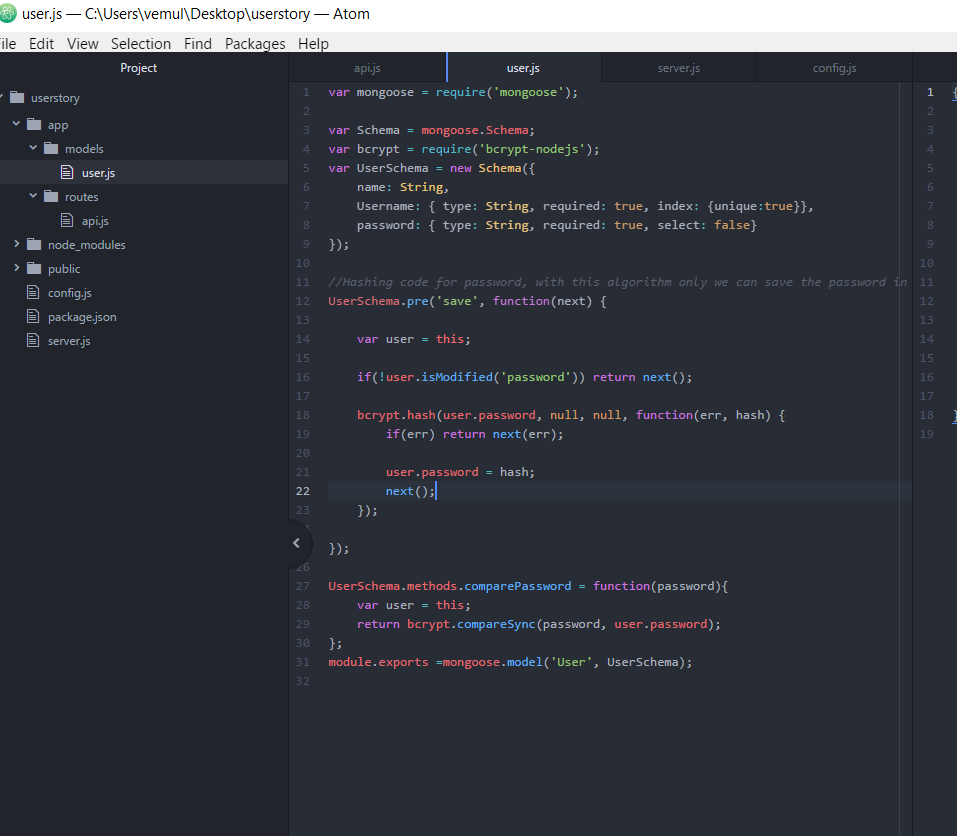 user.js — C:\Users\vemul\Desktop\userstory — Atom
ile Edit View Selection Find Packages Help
Project
userstory
app
models
user.js
routes
api.js
node_modules
public
config.js
package.json
server.js
api.js user.js server.js config.js
1 var mongoose = require('mongoose');
2
3 var Schema = mongoose.Schema;
4 var bcrypt = require('bcrypt-nodejs');
5 var UserSchema = new Schema({
6 name: String,
7 Username: { type: String, required: true, index: {unique:true}},
8 password: { type: String, required: true, select: false}
9 });
10
11 //Hashing code for password, with this algorithm only we can save the password in
12 UserSchema.pre('save', function(next) {
13
14 var user = this;
15
16 if(!user.isModified('password')) return next();
17
18 bcrypt.hash(user.password, null, null, function(err, hash) {
19 if(err) return next(err);
20
21 user.password = hash;
22 next();
23 });
});
26
27 UserSchema.methods.comparePassword = function(password){
28 var user = this;
29 return bcrypt.compareSync(password, user.password);
30 };
31 module.exports =mongoose.model('User', UserSchema);
32
1 {
2
3
4
5
6
7
8
9
10
11
12
13
14
15
16
17
18 }
19